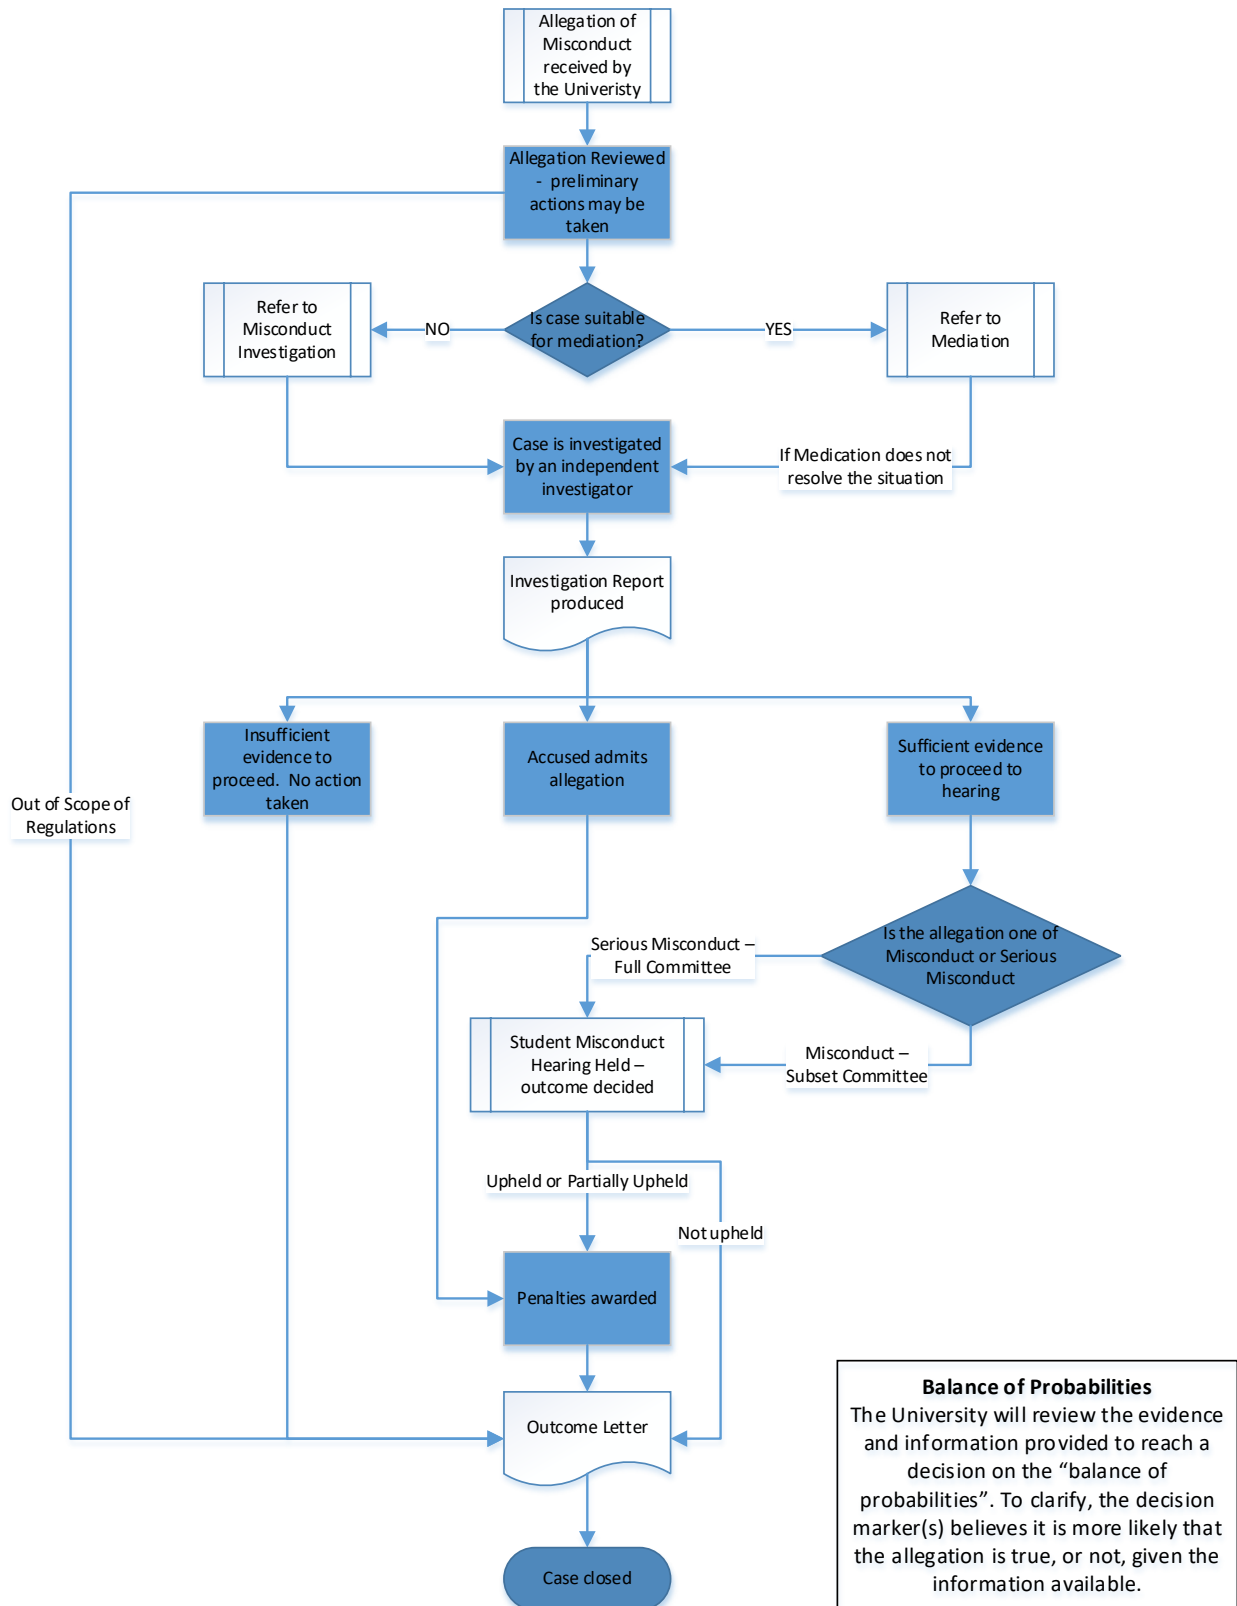 Allegation of
Misconduct
received by
the Univeristy
Allegation Reviewed
- preliminary
actions may be
taken
Refer to
Misconduct
Investigation
NO
Is case suitable
for mediation?
YES
Refer to
Mediation
Case is investigated
by an independent
investigator
If Medication does not
resolve the situation
Investigation Report
produced
Insufficient
evidence to
proceed. No action
taken
Accused admits
allegation
Sufficient evidence
to proceed to
hearing
Out of Scope of
Regulations
Is the allegation one of
Misconduct or Serious
Misconduct
Serious Misconduct –
Full Committee
Student Misconduct
Hearing Held –
outcome decided
Misconduct –
Subset Committee
Upheld or Partially Upheld
Not upheld
Penalties awarded
Outcome Letter
Case closed
Balance of Probabilities
The University will review the evidence
and information provided to reach a
decision on the “balance of
probabilities”. To clarify, the decision
marker(s) believes it is more likely that
the allegation is true, or not, given the
information available.